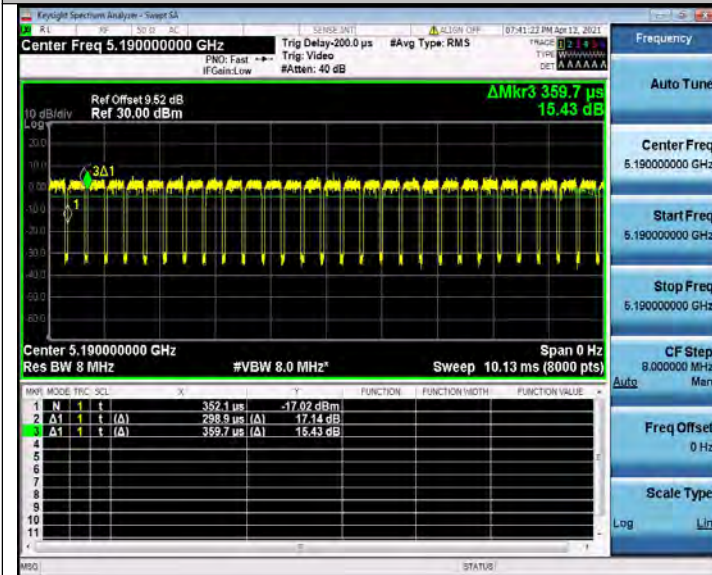 Keysight Spectrum Analyzer - Swept SA
RL RF 50 Ω AC SENSE:INT ALIGN OFF 07:41:22 PM Apr 12, 2021
Center Freq 5.190000000 GHz Trig Delay-200.0 µs #Avg Type: RMS TRACE 1 2 3 4 5 6
PNO: Fast Trig: Video TYPE
IFGain:Low #Atten: 40 dB DET A A A A A A
ΔMkr3 359.7 µs
15.43 dB
Ref Offset 9.52 dB
10 dB/div Ref 30.00 dBm
Log
20.0
10.0
0.00
-10.0
-20.0
-30.0
-40.0
-50.0
-60.0
3Δ1
1
Center 5.190000000 GHz Span 0 Hz
Res BW 8 MHz #VBW 8.0 MHz* Sweep 10.13 ms (8000 pts)
MKR MODE TRC SCL X Y FUNCTION FUNCTION WIDTH FUNCTION VALUE
1 N 1 t 352.1 us -17.02 dBm
2 Δ1 1 t (Δ) 298.9 us (Δ) 17.14 dB
3 Δ1 1 t (Δ) 359.7 us (Δ) 15.43 dB
4
5
6
7
8
9
10
11
MSG STATUS
Frequency
Auto Tune
Center Freq
5.190000000 GHz
Start Freq
5.190000000 GHz
Stop Freq
5.190000000 GHz
CF Step
8.000000 MHz
Auto Man
Freq Offset
0 Hz
Scale Type
Log Lin